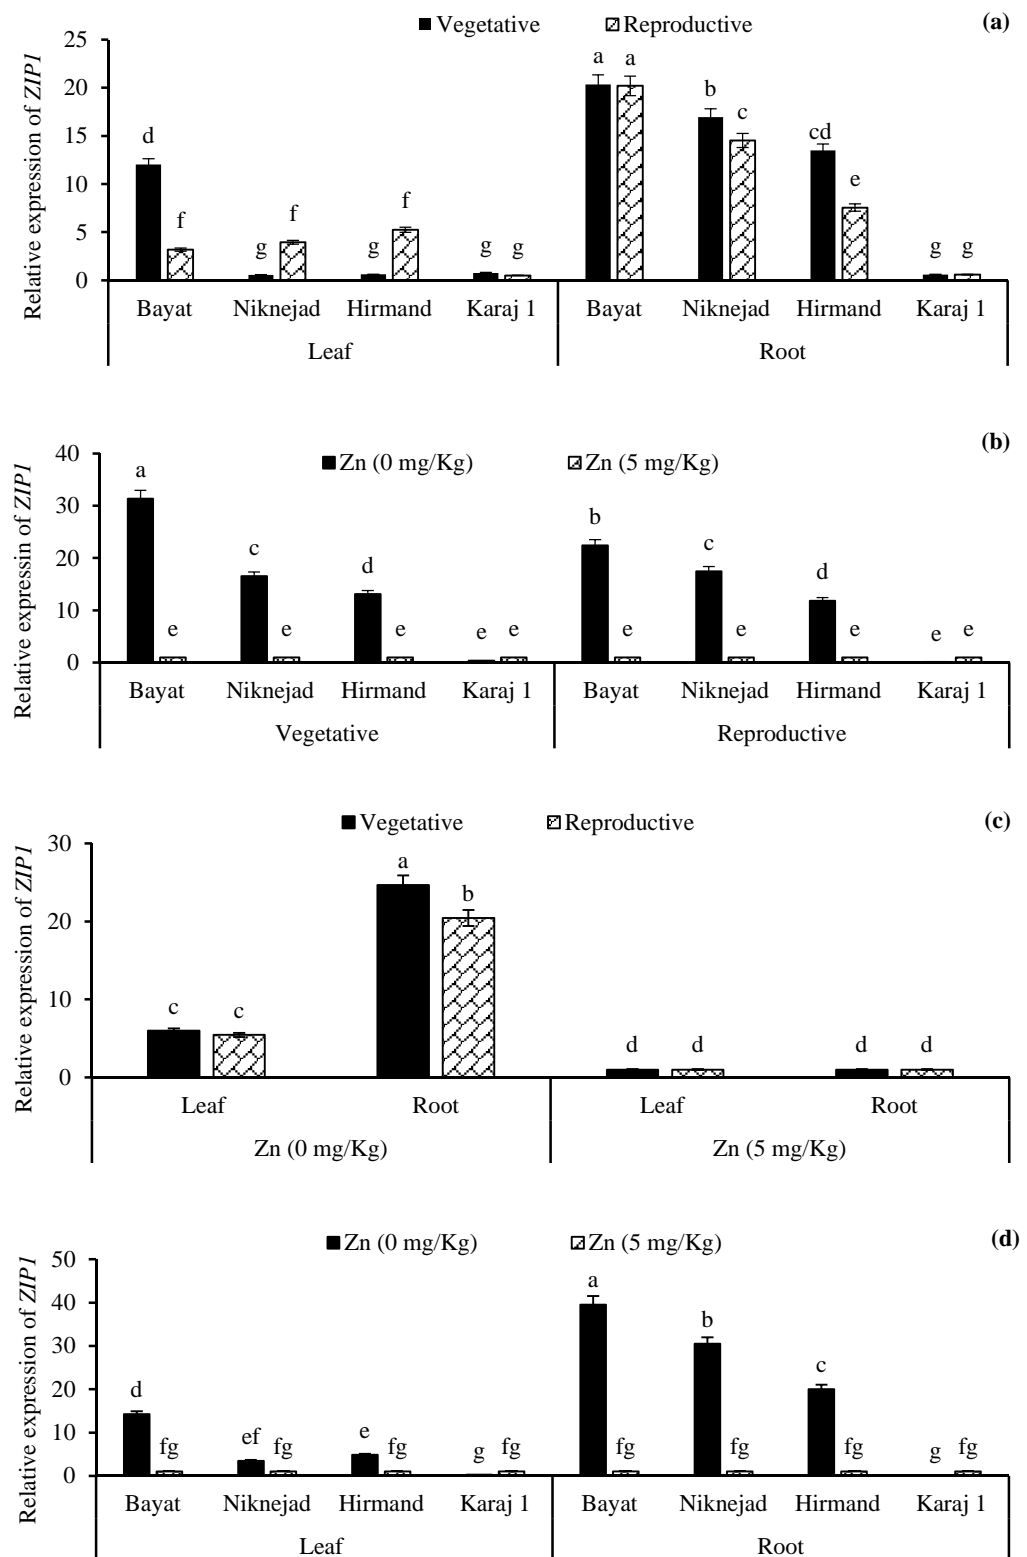 Vegetative Reproductive (a)
Relative expression of ZIP1
25
20
15
10
5
0
d f g f g f g g a a b c cd e g g
Bayat Niknejad Hirmand Karaj 1 Bayat Niknejad Hirmand Karaj 1
Leaf Root
(b)
Zn (0 mg/Kg) Zn (5 mg/Kg)
Relative expressin of ZIP1
40
30
20
10
0
a e c e d e e e b e c e d e e e
Bayat Niknejad Hirmand Karaj 1 Bayat Niknejad Hirmand Karaj 1
Vegetative Reproductive
Vegetative Reproductive (c)
Relative expression of ZIP1
30
20
10
0
c c a b d d d d
Leaf Root Leaf Root
Zn (0 mg/Kg) Zn (5 mg/Kg)
Zn (0 mg/Kg) Zn (5 mg/Kg) (d)
Relative expression of ZIP1
50
40
30
20
10
0
d fg ef fg e fg g fg a fg b fg c fg g fg
Bayat Niknejad Hirmand Karaj 1 Bayat Niknejad Hirmand Karaj 1
Leaf Root